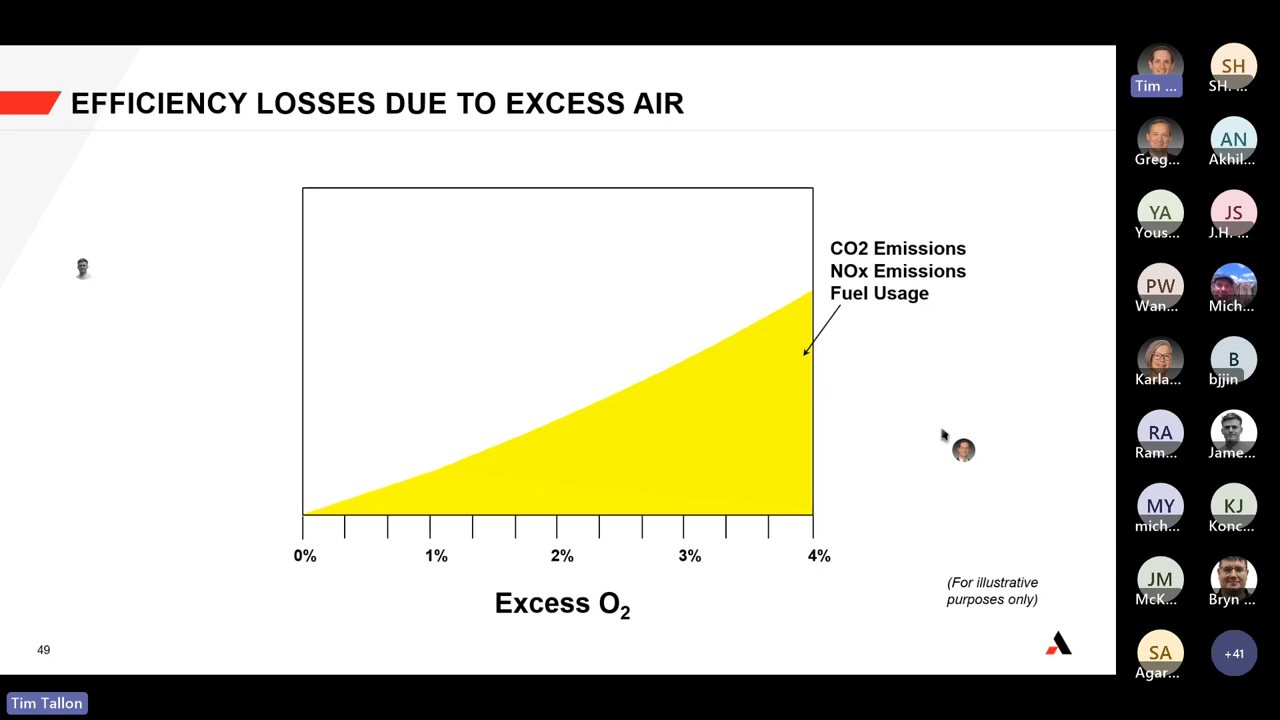 EFFICIENCY LOSSES DUE TO EXCESS AIR
CO2 Emissions
NOx Emissions
Fuel Usage
0% 1% 2% 3% 4%
Excess O₂
(For illustrative
purposes only)
49
Tim Tallon
Tim ...
SH
SH. ...
Greg...
AN
Akhil...
YA
Yous...
JS
J.H. ...
PW
Wan...
Mich...
Karla...
B
bjjin
RA
Ram...
Jame...
MY
mich...
KJ
Konc...
JM
McK...
Bryn ...
SA
Agar...
+41